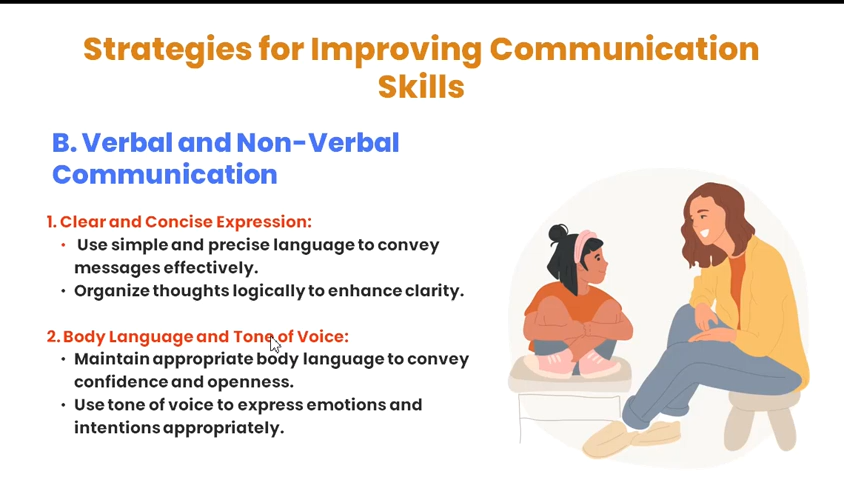 Strategies for Improving Communication
Skills
B. Verbal and Non-Verbal
Communication
1. Clear and Concise Expression:
• Use simple and precise language to convey
messages effectively.
• Organize thoughts logically to enhance clarity.
2. Body Language and Tone of Voice:
• Maintain appropriate body language to convey
confidence and openness.
• Use tone of voice to express emotions and
intentions appropriately.